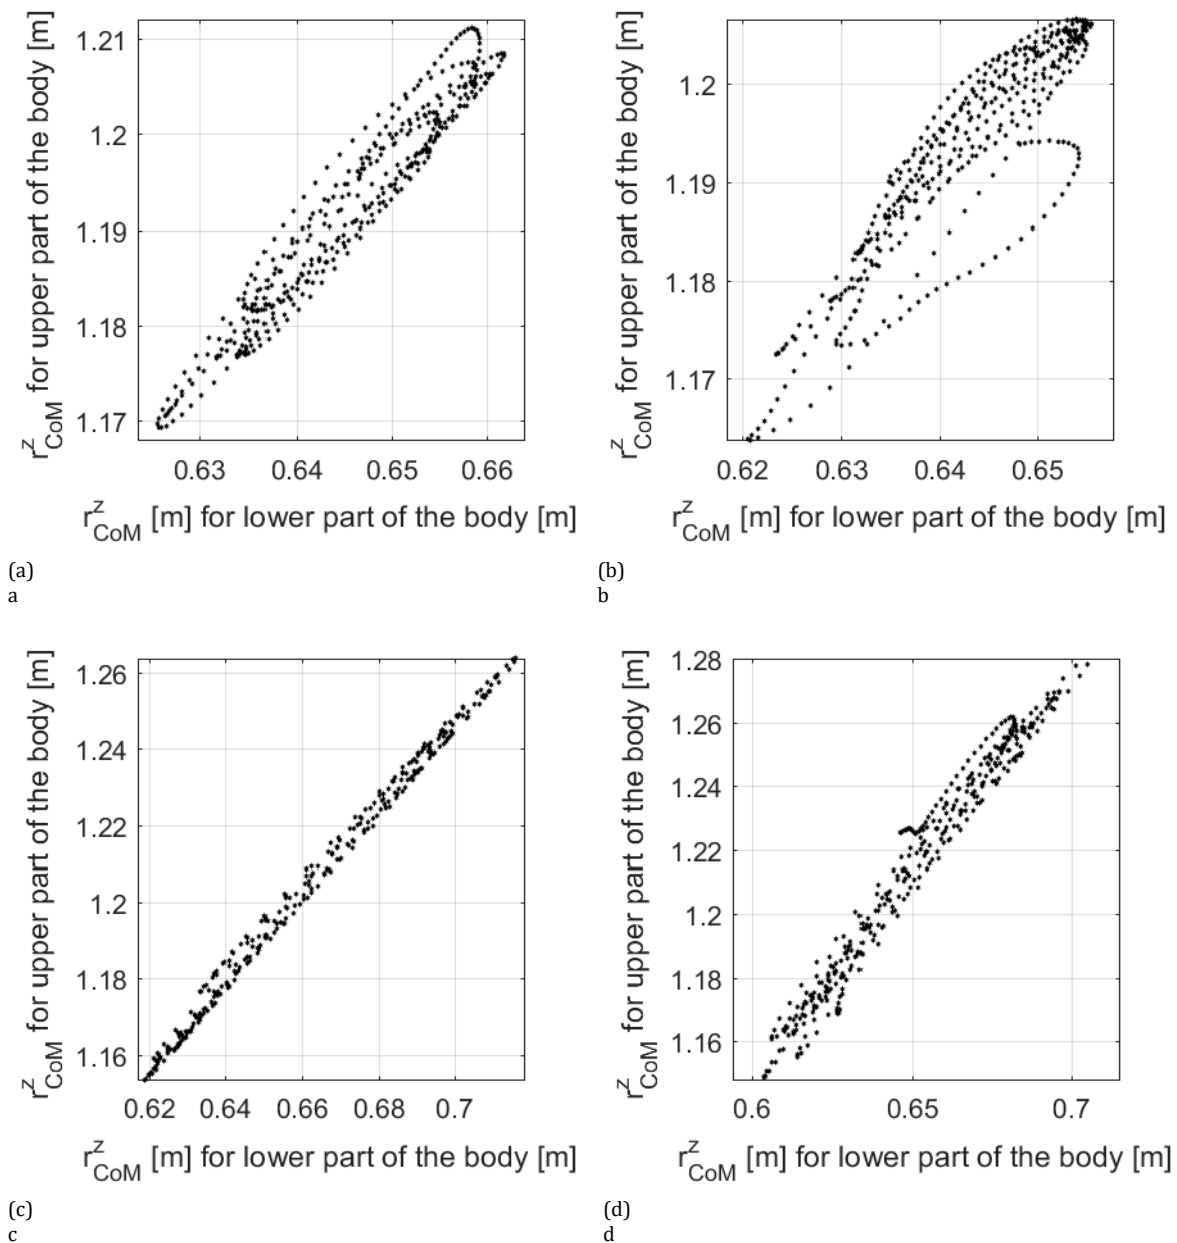 r^z_CoM for upper part of the body [m]
1.21
1.2
1.19
1.18
1.17
0.63 0.64 0.65 0.66
r^z_CoM [m] for lower part of the body [m]
(a)
a
r^z_CoM for upper part of the body [m]
1.2
1.19
1.18
1.17
0.62 0.63 0.64 0.65
r^z_CoM [m] for lower part of the body [m]
(b)
b
r^z_CoM for upper part of the body [m]
1.26
1.24
1.22
1.2
1.18
1.16
0.62 0.64 0.66 0.68 0.7
r^z_CoM [m] for lower part of the body [m]
(c)
c
r^z_CoM for upper part of the body [m]
1.28
1.26
1.24
1.22
1.2
1.18
1.16
0.6 0.65 0.7
r^z_CoM [m] for lower part of the body [m]
(d)
d